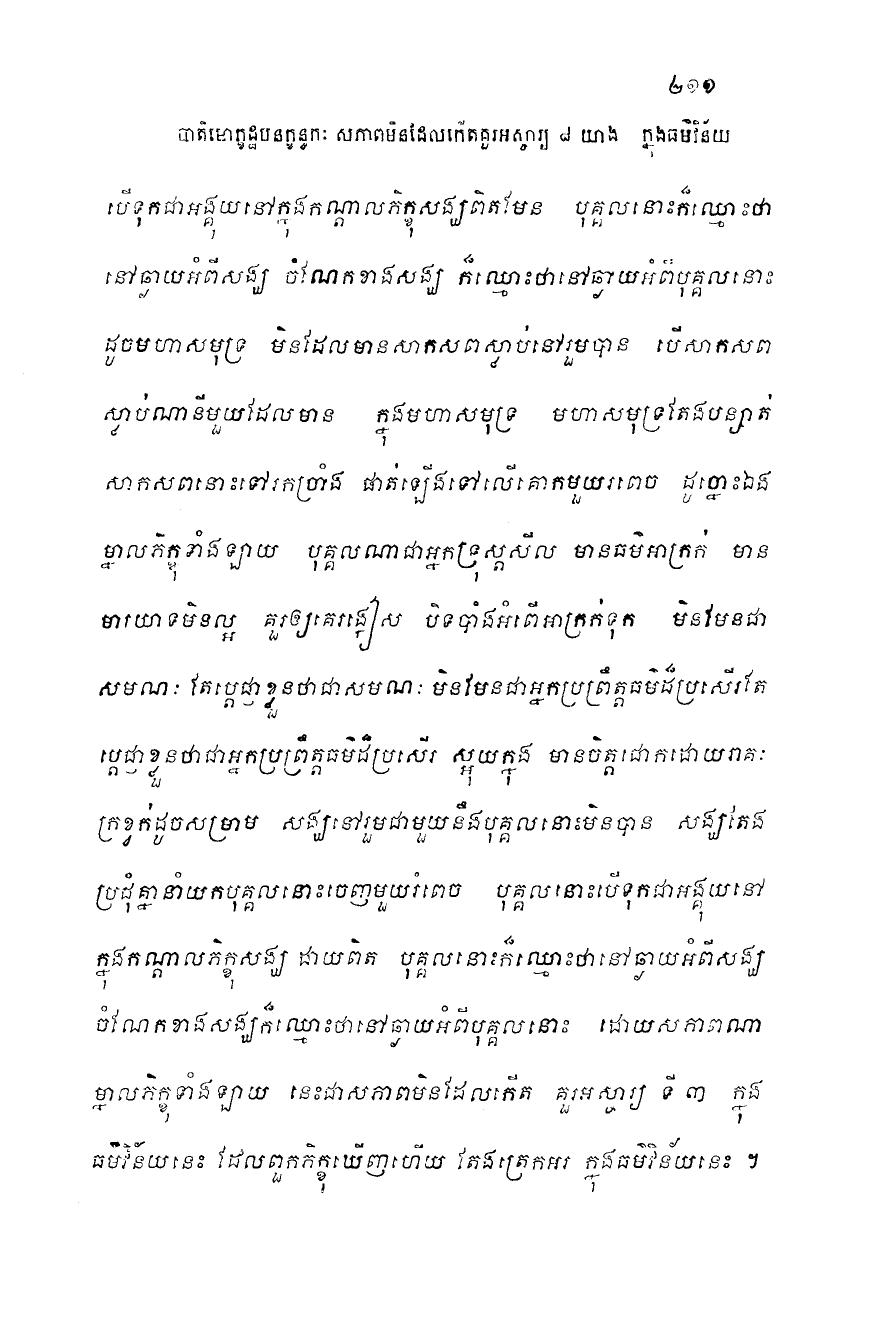 ២១១
បាតិមោក្ខដ្ឋបនក្ខន្ធកៈ សភាពមិនដែលកើតគួរអស្ចារ្យ ៨ យាង ក្នុងធម៌វិន័យ
បើទុកជាអង្គុយនៅក្នុងកណ្តាលភិក្ខុសង្ឃពិតមែន បុគ្គលនោះក៏ឈ្មោះថា
នៅឆ្ងាយអំពីសង្ឃ ចំណែកខាងសង្ឃ ក៏ឈ្មោះថានៅឆ្ងាយអំពីបុគ្គលនោះ
ដូចមហាសមុទ្រ មិនដែលមានសាកសពស្លាប់នៅរួមបាន បើសាកសព
ស្លាប់ណានីមួយដែលមាន ក្នុងមហាសមុទ្រ មហាសមុទ្រតែងបន្សាត់
សាកសពនោះទៅរកច្រាំង ផាត់ឡើងទៅលើគោកមួយរពេច ដូច្នោះឯង
ម្នាលភិក្ខុទាំងឡាយ បុគ្គលណាជាអ្នកទ្រុស្តសីល មានធម៌អាក្រក់ មាន
មារយាទមិនល្អ គួរឲ្យគេរង្កៀស បិទបាំងអំពើអាក្រក់ទុក មិនមែនជា
សមណៈ តែប្តេជ្ញាខ្លួនថាជាសមណៈ មិនមែនជាអ្នកប្រព្រឹត្តធម៌ដ៏ប្រសើរតែ
ប្តេជ្ញាខ្លួនថាជាអ្នកប្រព្រឹត្តធម៌ដ៏ប្រសើរ ស្អុយក្នុង មានចិត្តជោកដោយរាគៈ
ក្រខ្វក់ដូចសម្រាម សង្ឃនៅរួមជាមួយនឹងបុគ្គលនោះមិនបាន សង្ឃតែង
ប្រជុំគ្នានាំយកបុគ្គលនោះចេញមួយរំពេច បុគ្គលនោះបើទុកជាអង្គុយនៅ
ក្នុងកណ្តាលភិក្ខុសង្ឃ ដាយពិត បុគ្គលនោះក៏ឈ្មោះថានៅឆ្ងាយអំពីសង្ឃ
ចំណែកខាងសង្ឃក៏ឈ្មោះថានៅឆ្ងាយអំពីបុគ្គលនោះ ដោយសភាពណា
ម្នាលភិក្ខុទាំងឡាយ នេះជាសភាពមិនដែលកើត គួរអស្ចារ្យ ទី ៣ ក្នុង
ធម៌វិន័យនេះ ដែលពួកភិក្ខុឃើញហើយ តែងត្រេកអរ ក្នុងធម៌វិន័យនេះ ។